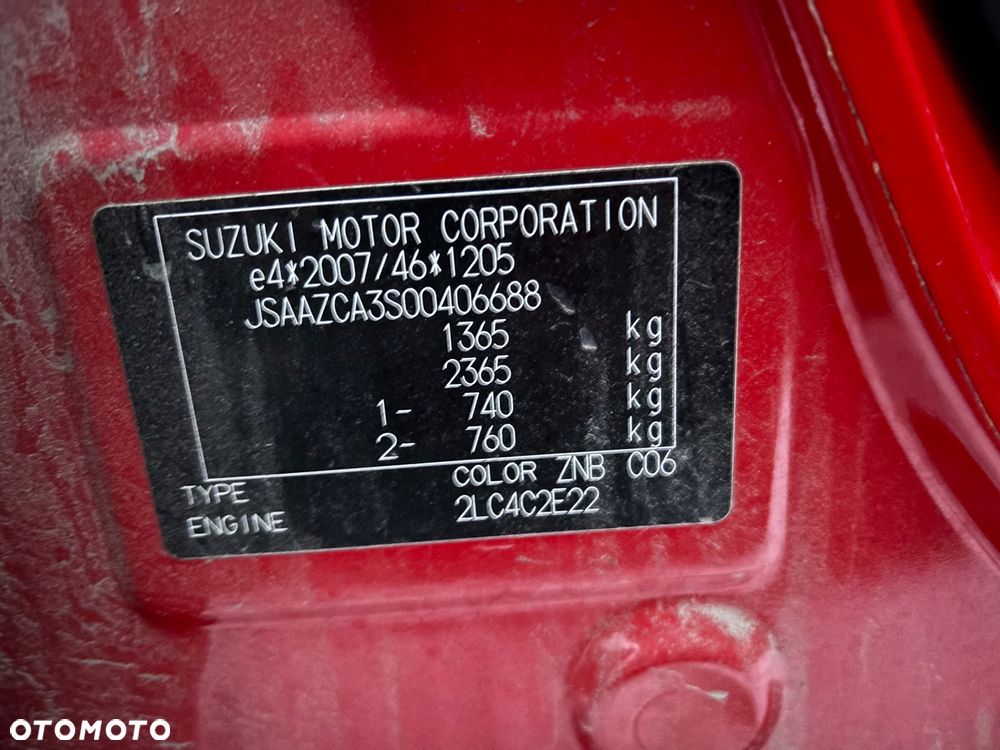 SUZUKI MOTOR CORPORATION
e4*2007/46*1205
JSAAZCA3S00406688
1365 kg
2365 kg
1- 740 kg
2- 760 kg
TYPE COLOR ZNB C06
ENGINE 2LC4C2E22
OTOMOTO